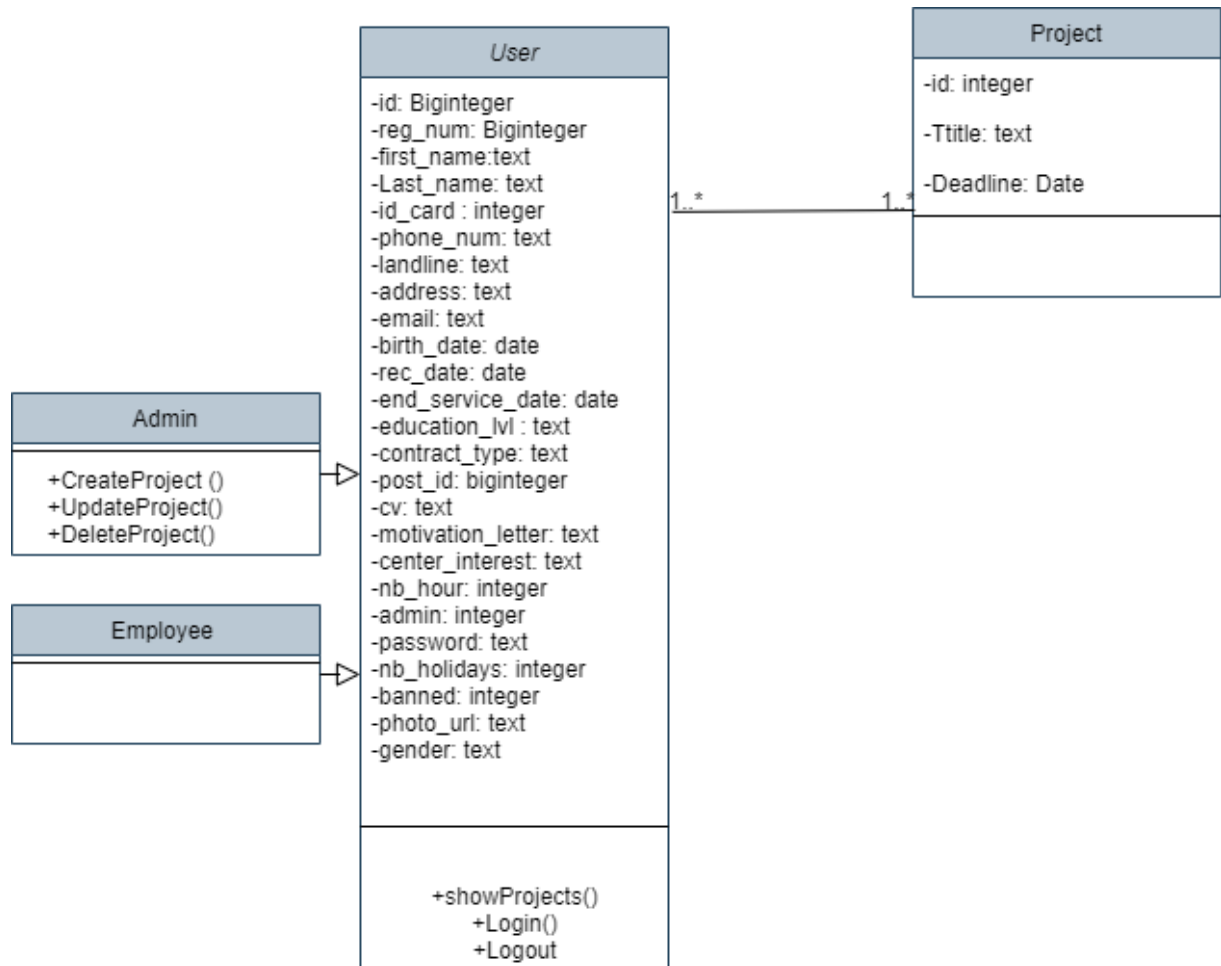 User
-id: Biginteger
-reg_num: Biginteger
-first_name:text
-Last_name: text
-id_card : integer
-phone_num: text
-landline: text
-address: text
-email: text
-birth_date: date
-rec_date: date
-end_service_date: date
-education_lvl : text
-contract_type: text
-post_id: biginteger
-cv: text
-motivation_letter: text
-center_interest: text
-nb_hour: integer
-admin: integer
-password: text
-nb_holidays: integer
-banned: integer
-photo_url: text
-gender: text
+showProjects()
+Login()
+Logout
1..*
1..*
Project
-id: integer
-Ttitle: text
-Deadline: Date
Admin
+CreateProject ()
+UpdateProject()
+DeleteProject()
Employee